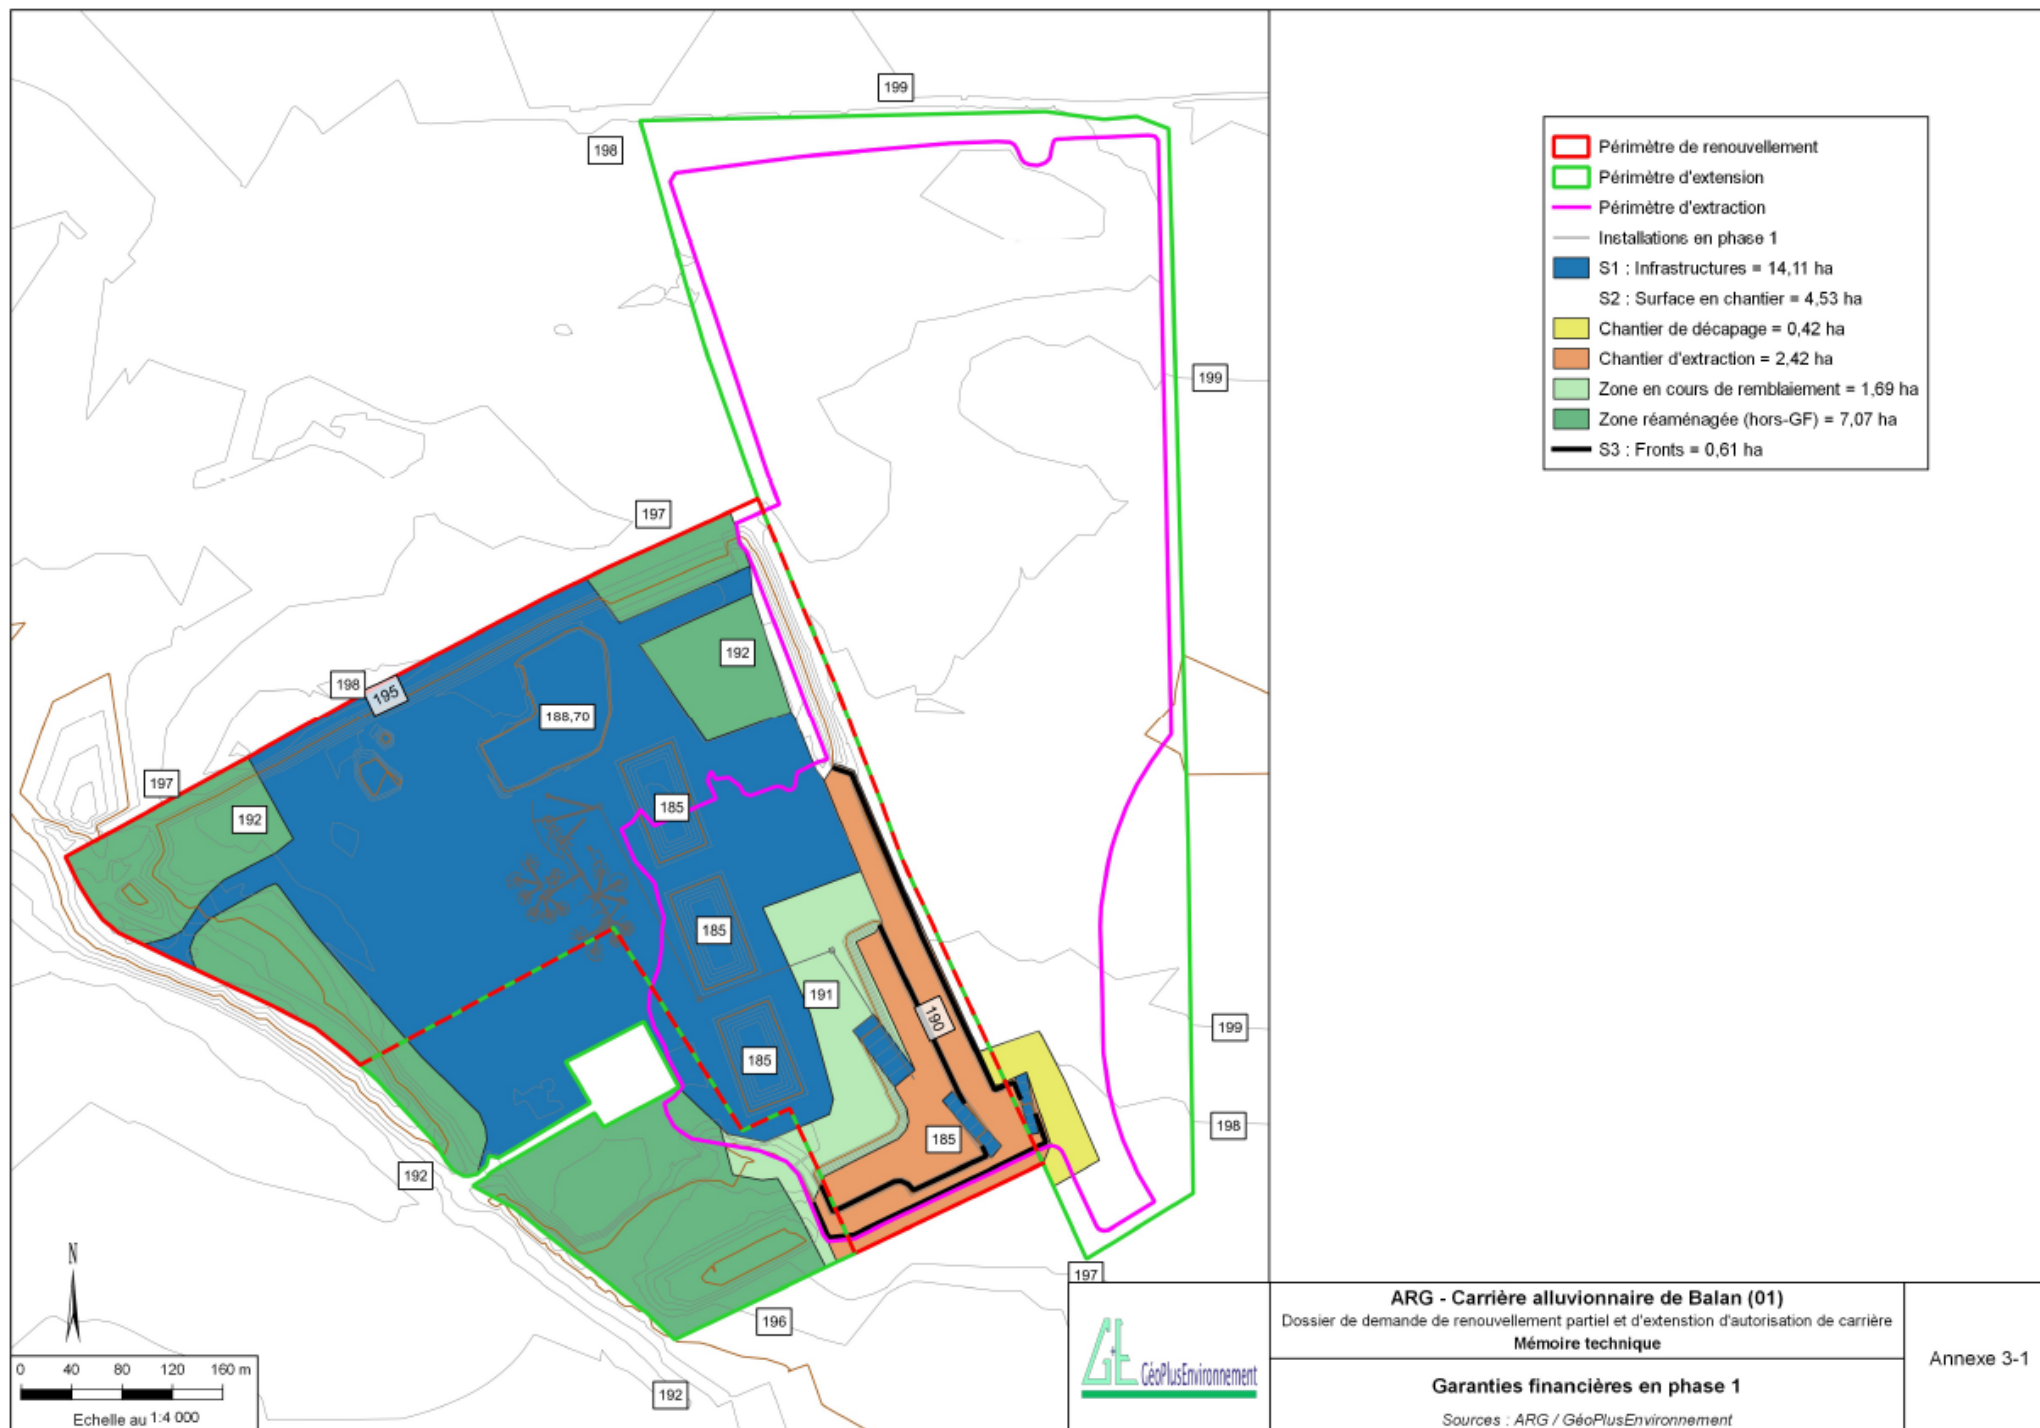 199
198
Périmètre de renouvellement
Périmètre d'extension
Périmètre d'extraction
Installations en phase 1
S1 : Infrastructures = 14,11 ha
S2 : Surface en chantier = 4,53 ha
Chantier de décapage = 0,42 ha
Chantier d'extraction = 2,42 ha
Zone en cours de remblaiement = 1,69 ha
Zone réaménagée (hors-GF) = 7,07 ha
S3 : Fronts = 0,61 ha
199
197
192
198
195
188,70
197
192
185
185
191
190
199
185
185
198
192
197
196
192
N
0 40 80 120 160 m
Echelle au 1:4 000
G+E
GéoPlusEnvironnement
ARG - Carrière alluvionnaire de Balan (01)
Dossier de demande de renouvellement partiel et d'extenstion d'autorisation de carrière
Mémoire technique
Garanties financières en phase 1
Sources : ARG / GéoPlusEnvironnement
Annexe 3-1